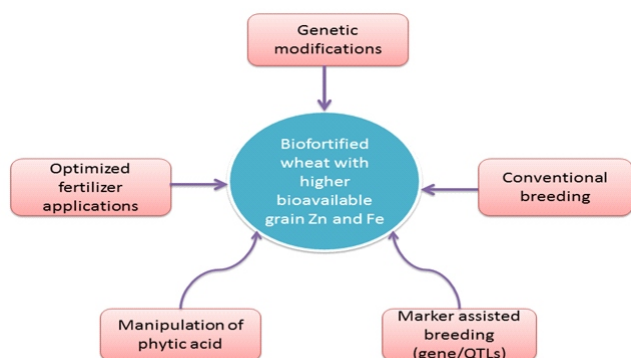 Genetic
modifications
Biofortified
wheat with
higher
bioavailable
grain Zn and Fe
Optimized
fertilizer
applications
Conventional
breeding
Manipulation of
phytic acid
Marker assisted
breeding
(gene/QTLs)